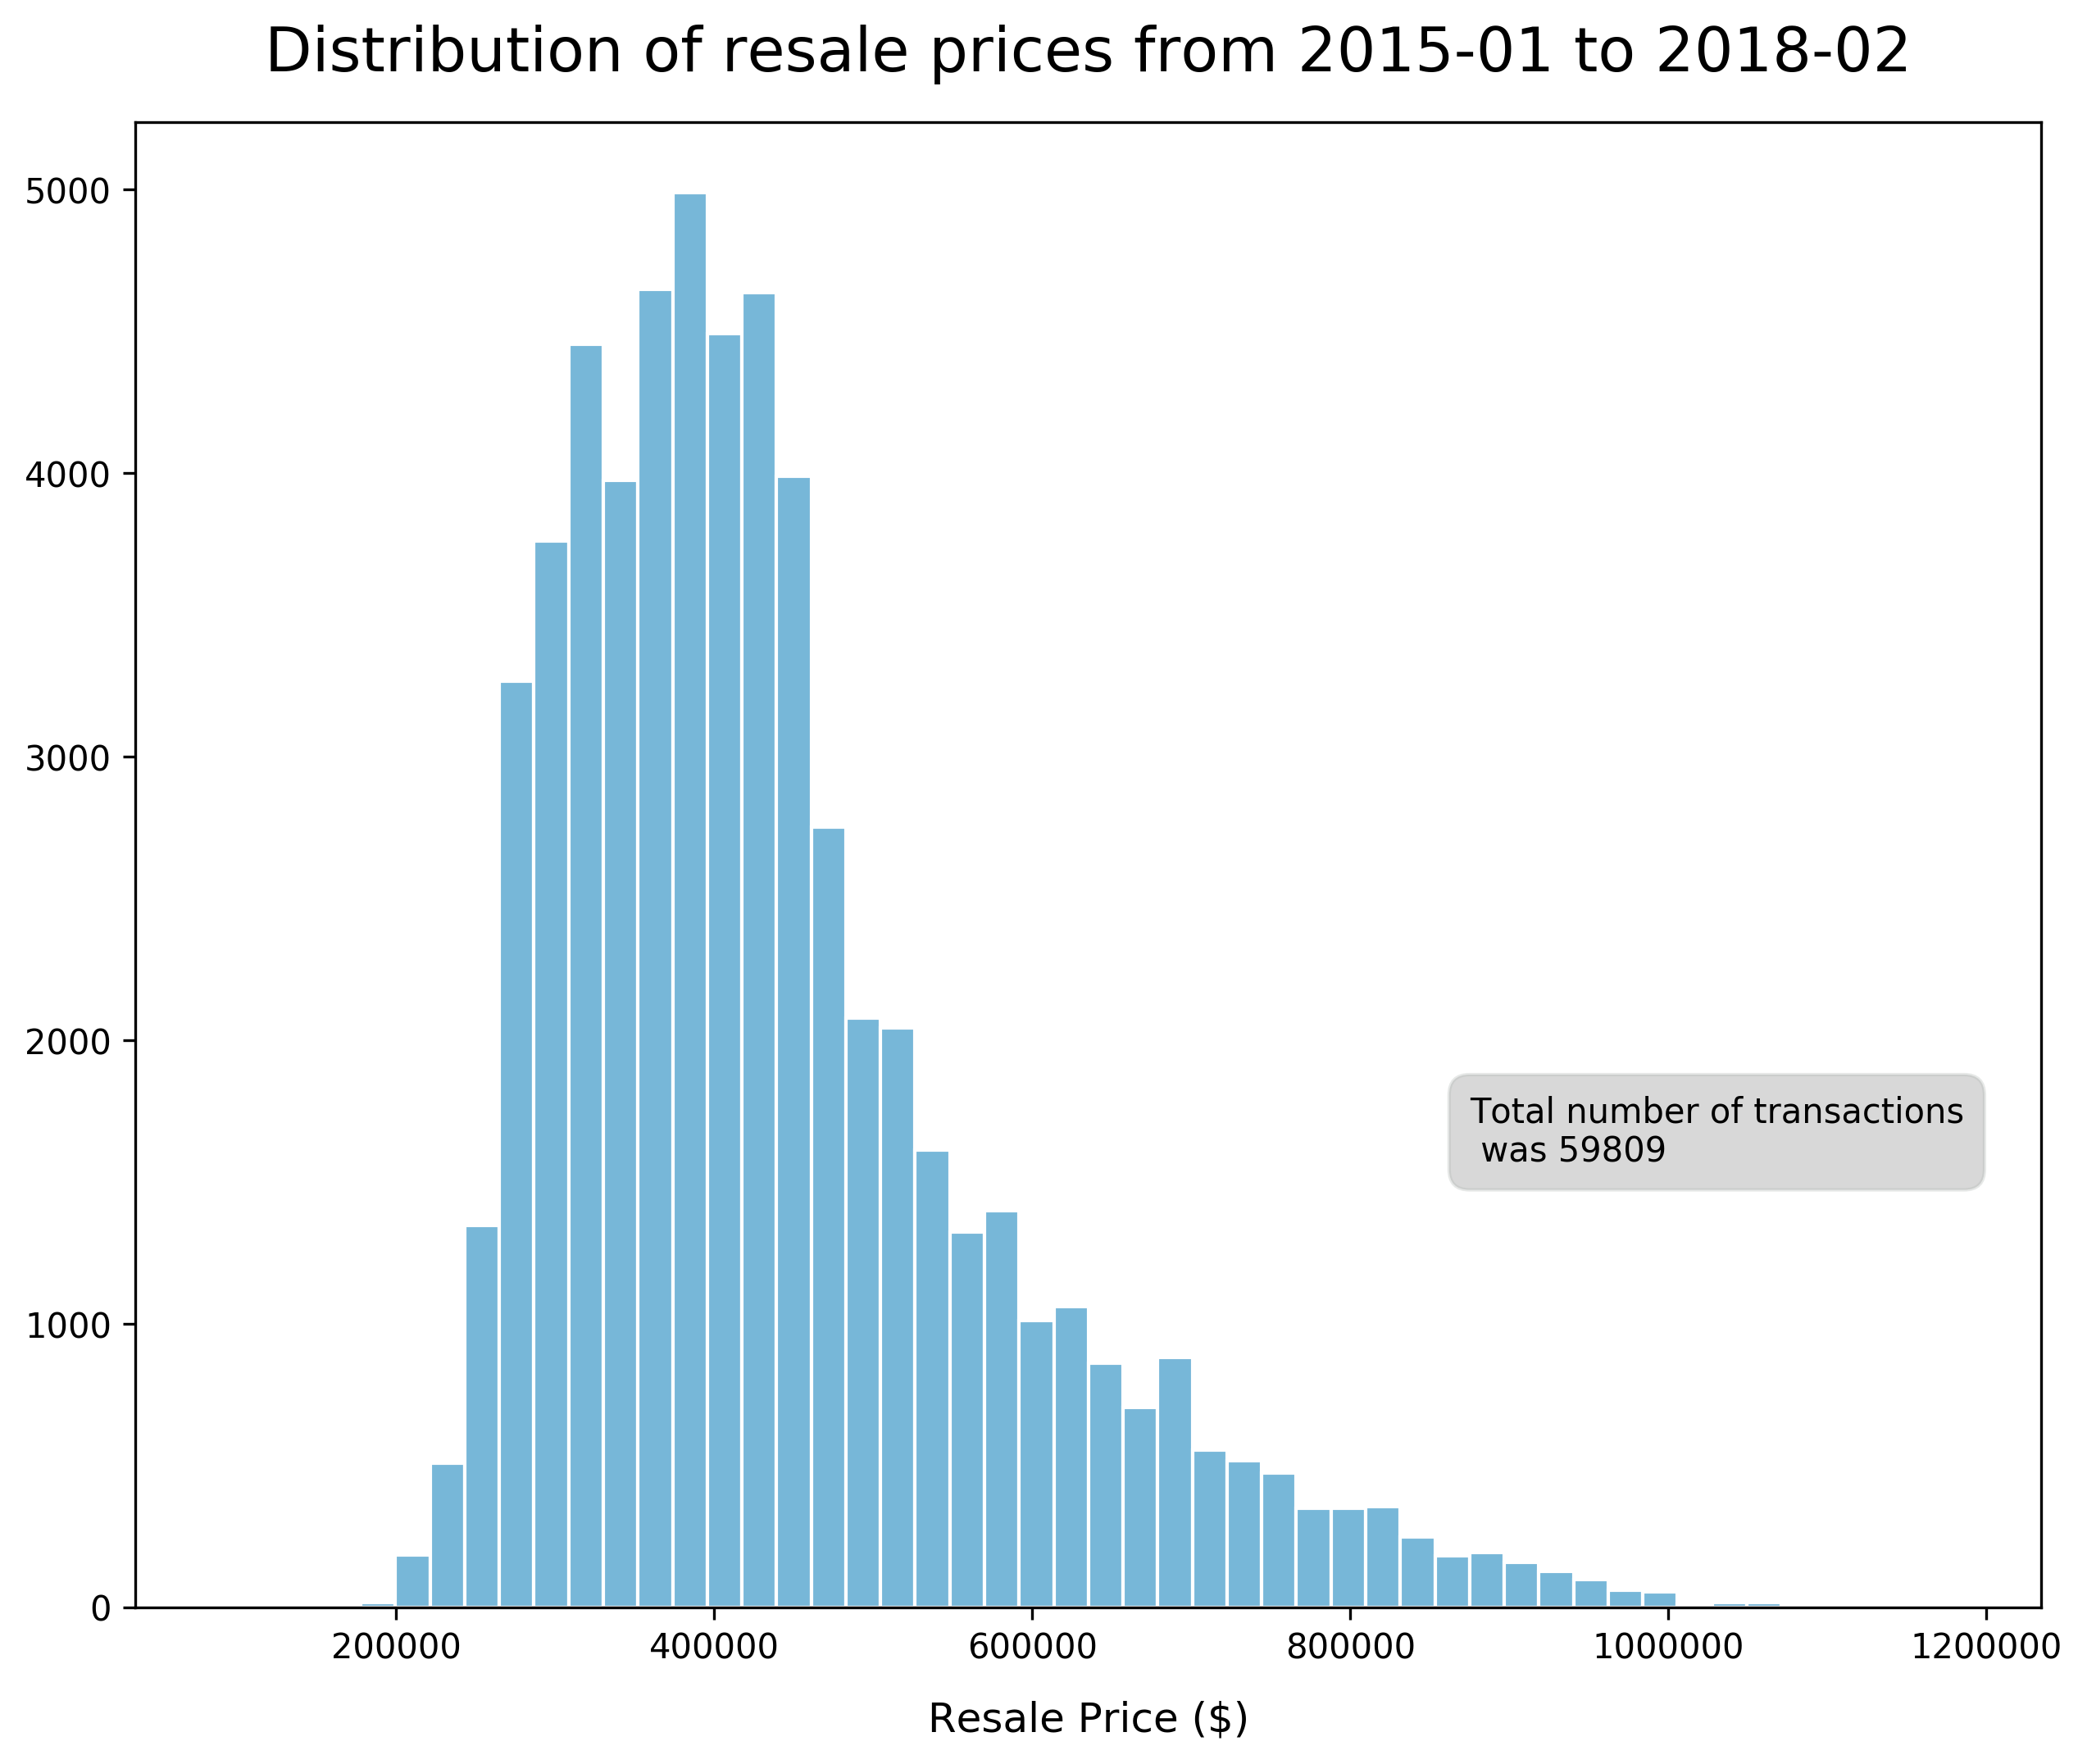 Distribution of resale prices from 2015-01 to 2018-02
5000
4000
3000
2000
1000
0
Total number of transactions
was 59809
200000 400000 600000 800000 1000000 1200000
Resale Price ($)